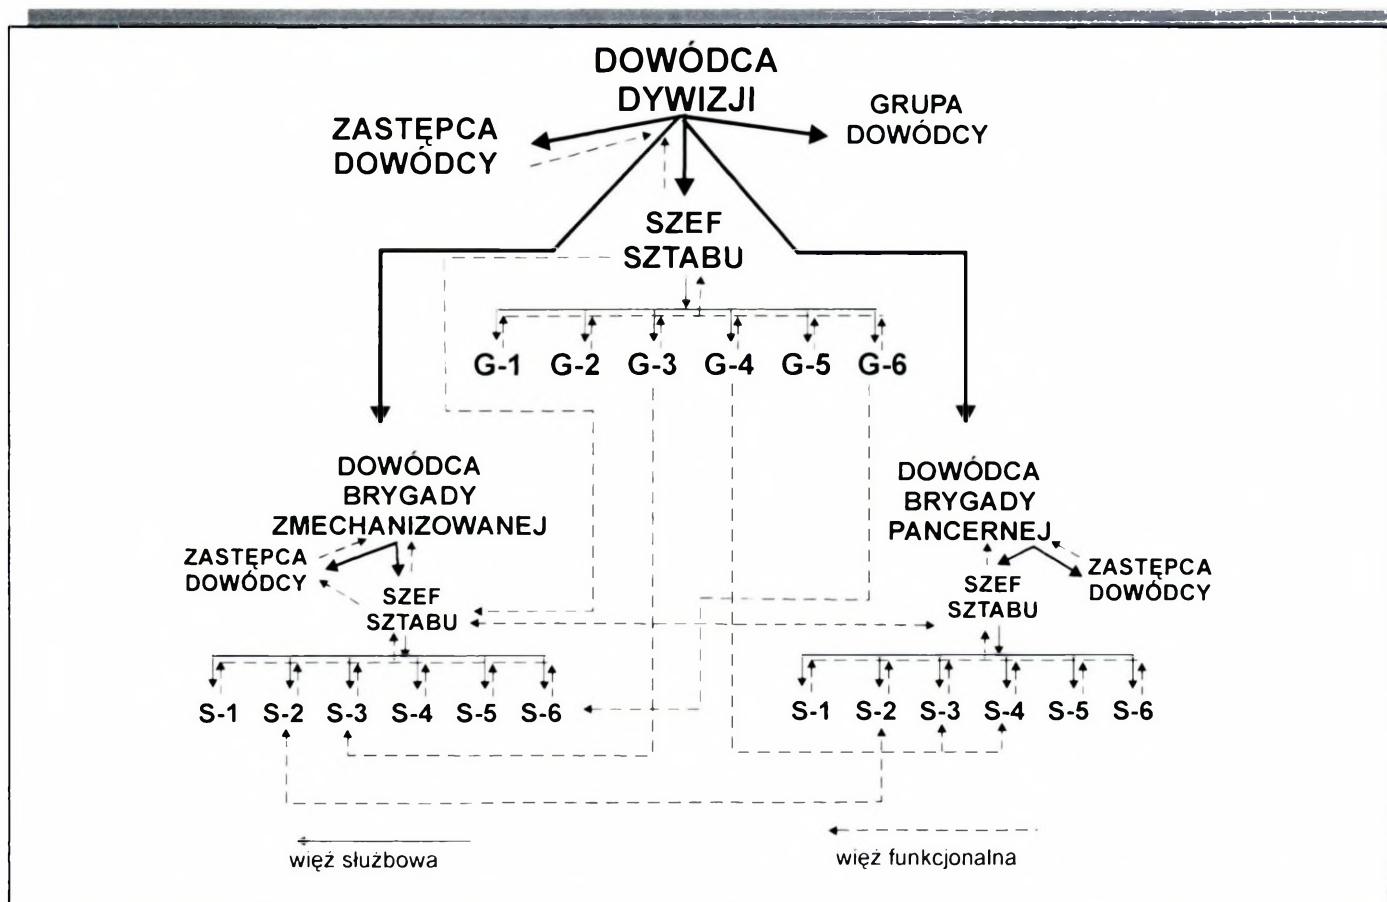 DOWÓDCA
DYWIZJI
GRUPA
DOWÓDCY
ZASTĘPCA
DOWÓDCY
SZEF
SZTABU
G-1 G-2 G-3 G-4 G-5 G-6
DOWÓDCA
BRYGADY
ZMECHANIZOWANEJ
ZASTĘPCA
DOWÓDCY
SZEF
SZTABU
S-1 S-2 S-3 S-4 S-5 S-6
DOWÓDCA
BRYGADY
PANCERNEJ
ZASTĘPCA
DOWÓDCY
SZEF
SZTABU
S-1 S-2 S-3 S-4 S-5 S-6
więź służbowa
więź funkcjonalna